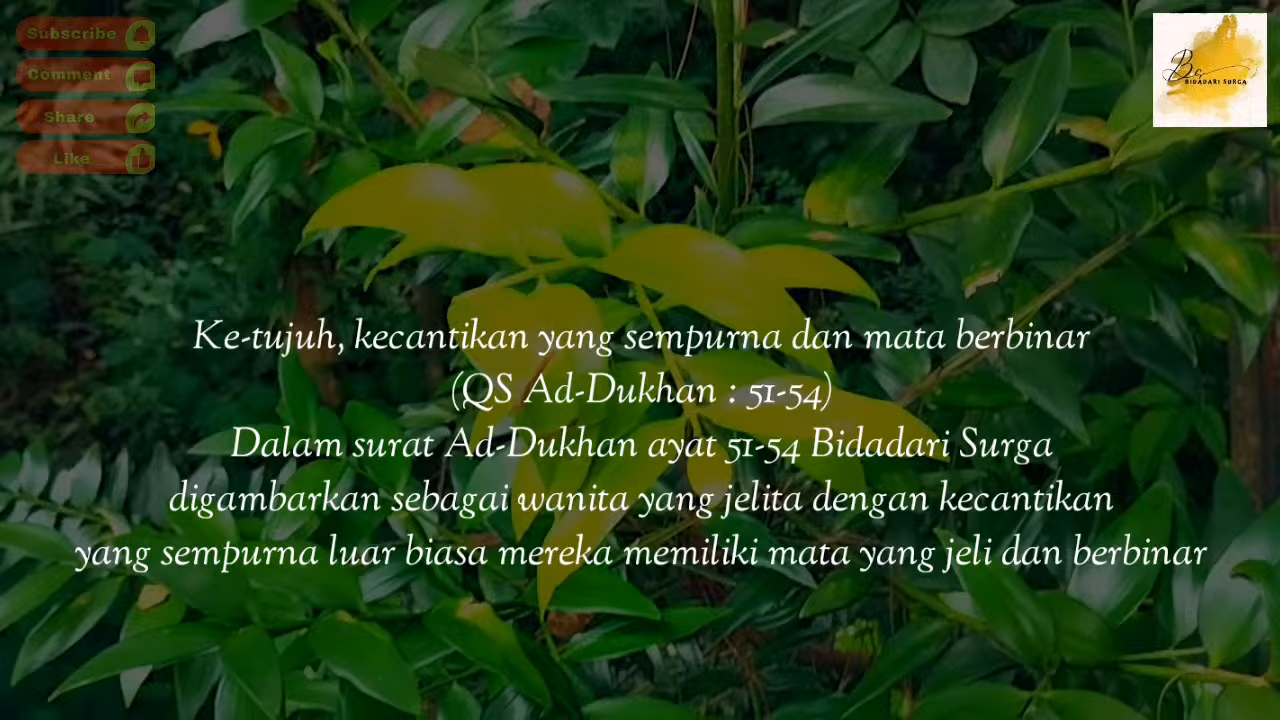 Subscribe
Comment
Share
Like
Bs
BIDADARI SURGA
Ke-tujuh, kecantikan yang sempurna dan mata berbinar
(QS Ad-Dukhan : 51-54)
Dalam surat Ad-Dukhan ayat 51-54 Bidadari Surga
digambarkan sebagai wanita yang jelita dengan kecantikan
yang sempurna luar biasa mereka memiliki mata yang jeli dan berbinar